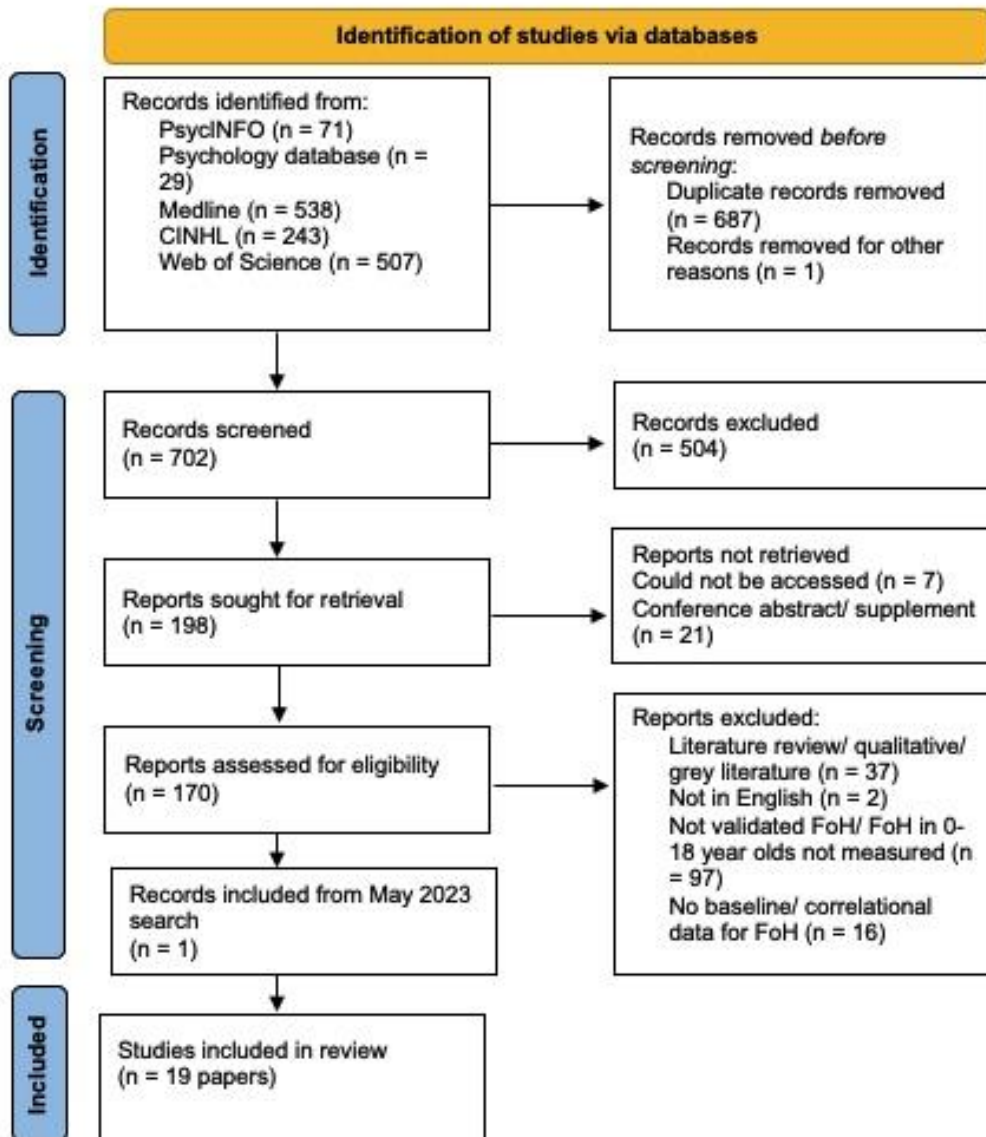 Identification of studies via databases
Identification
Records identified from:
PsycINFO (n = 71)
Psychology database (n =
29)
Medline (n = 538)
CINHL (n = 243)
Web of Science (n = 507)
Records removed before
screening:
Duplicate records removed
(n = 687)
Records removed for other
reasons (n = 1)
Screening
Records screened
(n = 702)
Records excluded
(n = 504)
Reports sought for retrieval
(n = 198)
Reports not retrieved
Could not be accessed (n = 7)
Conference abstract/ supplement
(n = 21)
Reports assessed for eligibility
(n = 170)
Reports excluded:
Literature review/ qualitative/
grey literature (n = 37)
Not in English (n = 2)
Not validated FoH/ FoH in 0-
18 year olds not measured (n
= 97)
No baseline/ correlational
data for FoH (n = 16)
Records included from May 2023
search
(n = 1)
Included
Studies included in review
(n = 19 papers)